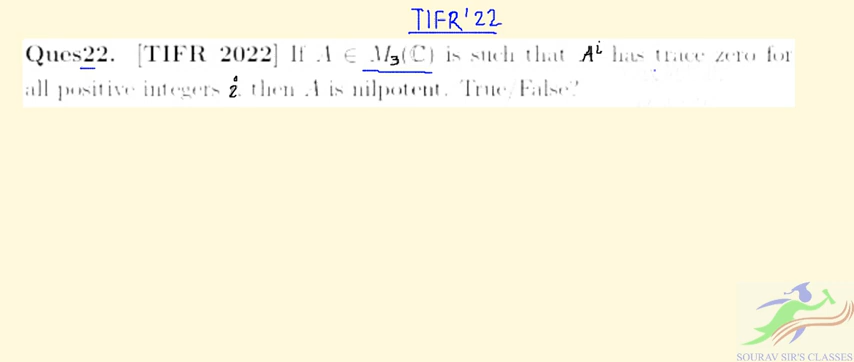 TIFR'22
Ques22. [TIFR 2022] If A ∈ M₃(ℂ) is such that Aⁱ has trace zero for
all positive integers i, then A is nilpotent. True/False?
SOURAV SIR'S CLASSES